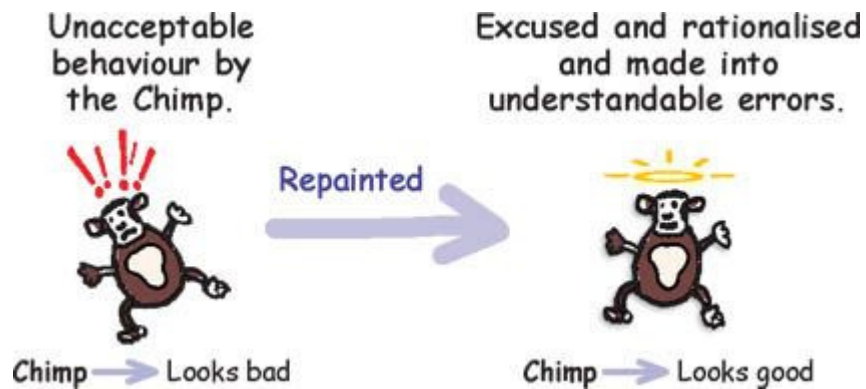 Unacceptable
behaviour by
the Chimp.
Excused and rationalised
and made into
understandable errors.
Repainted
Chimp Looks bad
Chimp Looks good